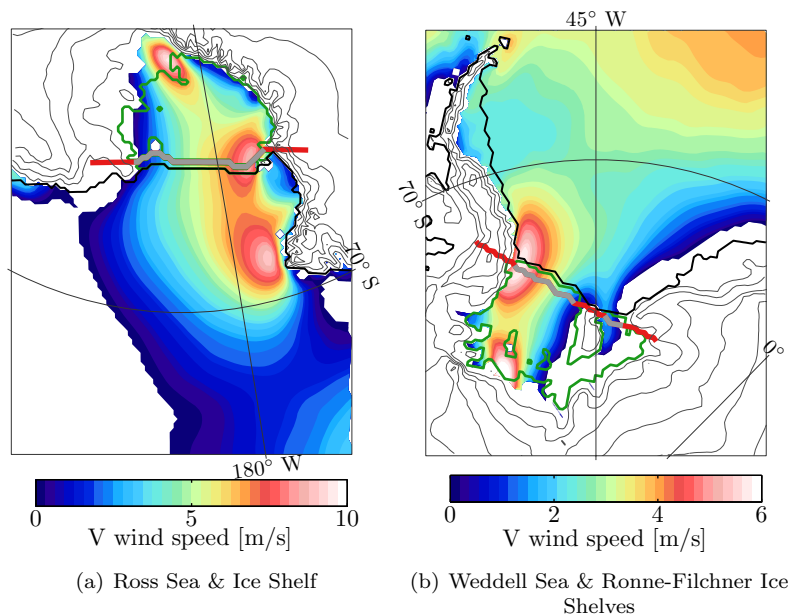 45° W
70° S
70° S
0°
180° W
0 5 10
V wind speed [m/s]
0 2 4 6
V wind speed [m/s]
(a) Ross Sea & Ice Shelf
(b) Weddell Sea & Ronne-Filchner Ice
Shelves